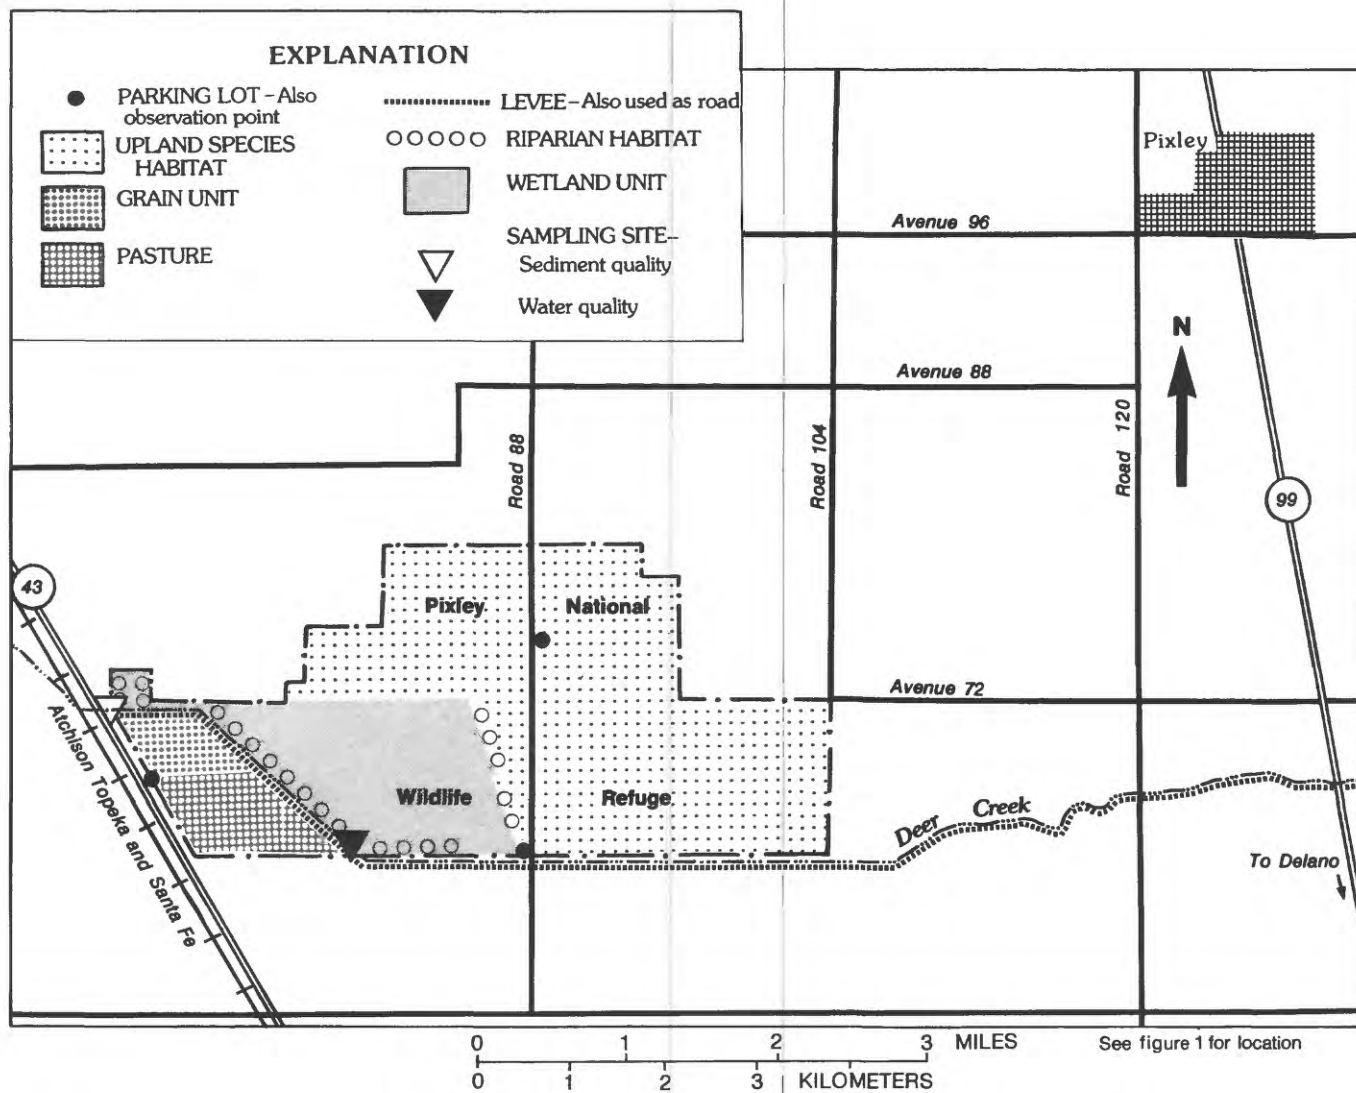 EXPLANATION
PARKING LOT – Also
observation point
UPLAND SPECIES
HABITAT
GRAIN UNIT
PASTURE
LEVEE – Also used as road
RIPARIAN HABITAT
WETLAND UNIT
SAMPLING SITE–
Sediment quality
Water quality
Pixley
Avenue 96
N
Avenue 88
Road 88
Road 104
Road 120
99
43
Pixley
National
Avenue 72
Wildlife
Refuge
Deer Creek
Atchison Topeka and Santa Fe
To Delano
0 1 2 3 MILES
0 1 2 3 KILOMETERS
See figure 1 for location